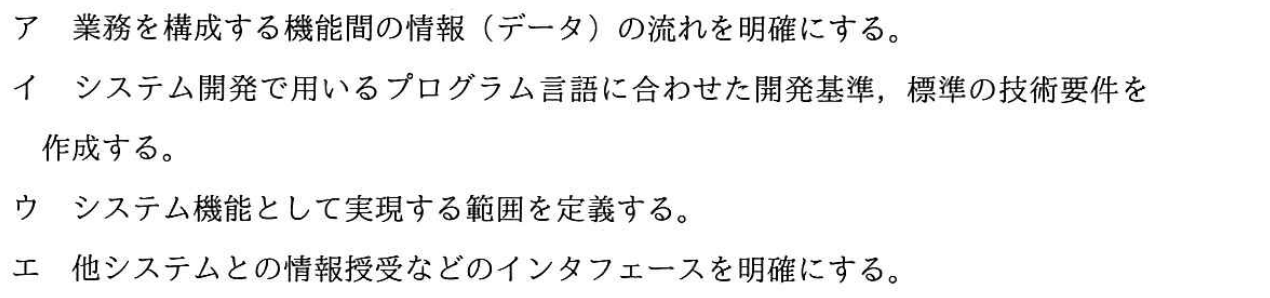 ア　業務を構成する機能間の情報（データ）の流れを明確にする。
イ　システム開発で用いるプログラム言語に合わせた開発基準，標準の技術要件を
作成する。
ウ　システム機能として実現する範囲を定義する。
エ　他システムとの情報授受などのインタフェースを明確にする。